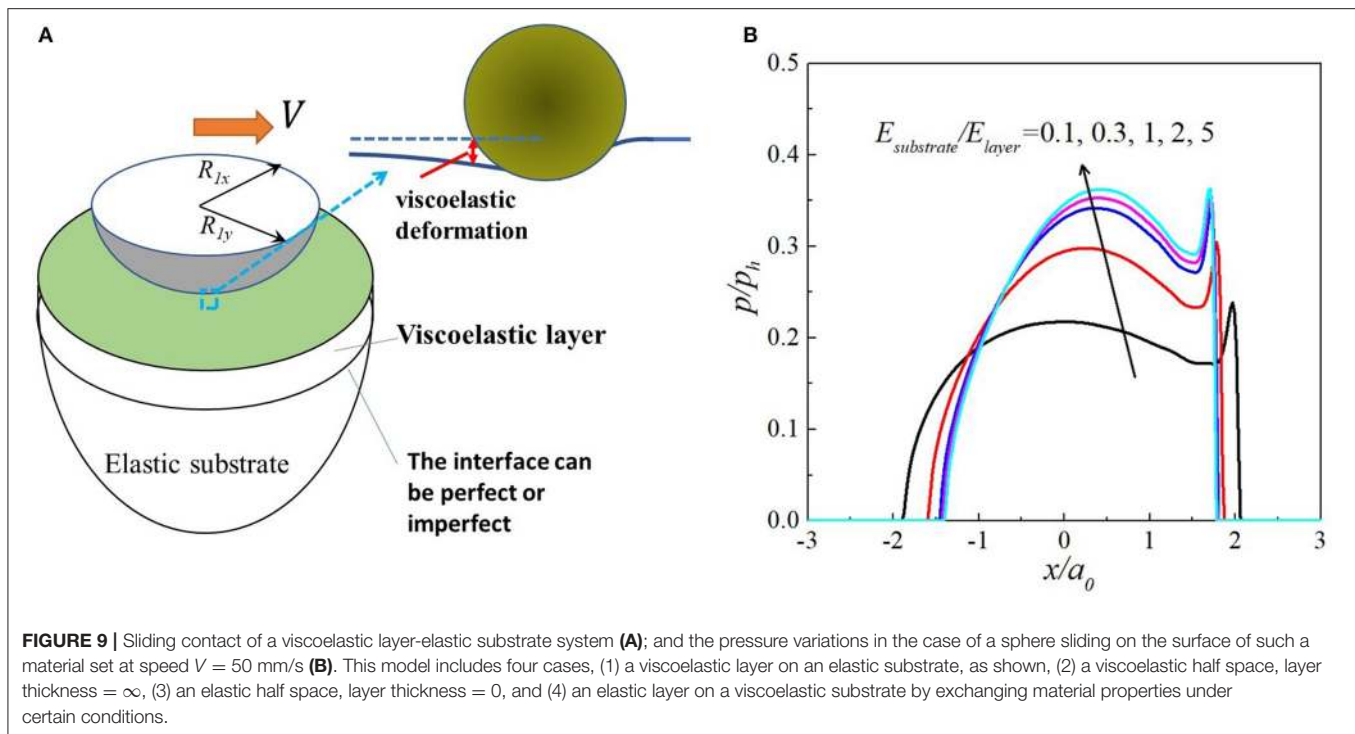 A
V
R1x
R1y
viscoelastic
deformation
Viscoelastic layer
Elastic substrate
The interface can
be perfect or
imperfect
B
0.5
0.4
0.3
0.2
0.1
0.0
p/ph
Esubstrate/Elayer=0.1, 0.3, 1, 2, 5
-3 -2 -1 0 1 2 3
x/a0
FIGURE 9 | Sliding contact of a viscoelastic layer-elastic substrate system (A); and the pressure variations in the case of a sphere sliding on the surface of such a
material set at speed V = 50 mm/s (B). This model includes four cases, (1) a viscoelastic layer on an elastic substrate, as shown, (2) a viscoelastic half space, layer
thickness = ∞, (3) an elastic half space, layer thickness = 0, and (4) an elastic layer on a viscoelastic substrate by exchanging material properties under
certain conditions.